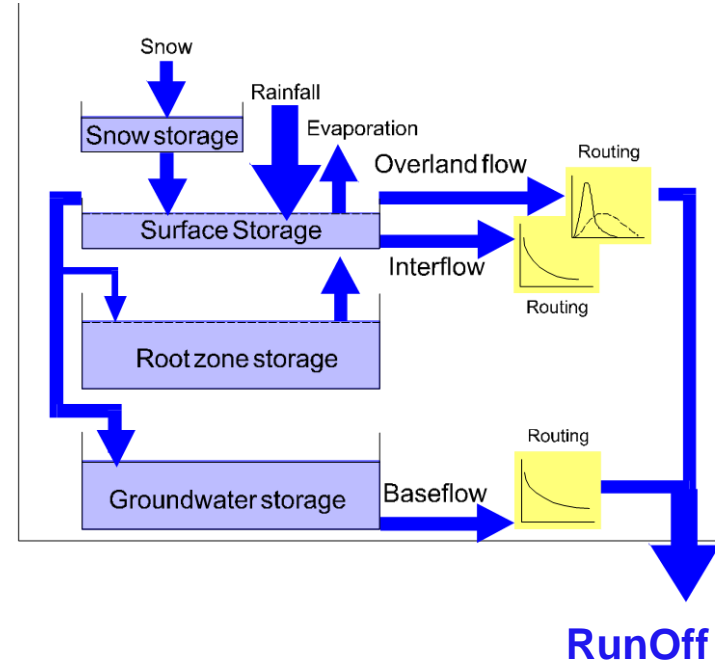 Snow
Rainfall
Snow storage
Evaporation
Overland flow
Routing
Surface Storage
Interflow
Routing
Root zone storage
Routing
Groundwater storage
Baseflow
RunOff